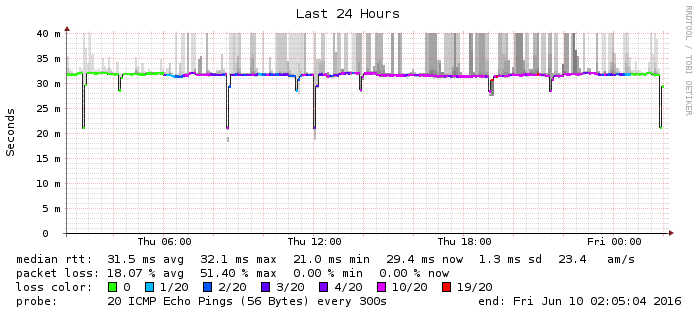 Last 24 Hours
RRDTOOL / TOBI OETIKER
Seconds
40 m
35 m
30 m
25 m
20 m
15 m
10 m
5 m
0
Thu 06:00 Thu 12:00 Thu 18:00 Fri 00:00
median rtt: 31.5 ms avg 32.1 ms max 21.0 ms min 29.4 ms now 1.3 ms sd 23.4 am/s
packet loss: 18.07 % avg 51.40 % max 0.00 % min 0.00 % now
loss color: 0 1/20 2/20 3/20 4/20 10/20 19/20
probe: 20 ICMP Echo Pings (56 Bytes) every 300s end: Fri Jun 10 02:05:04 2016